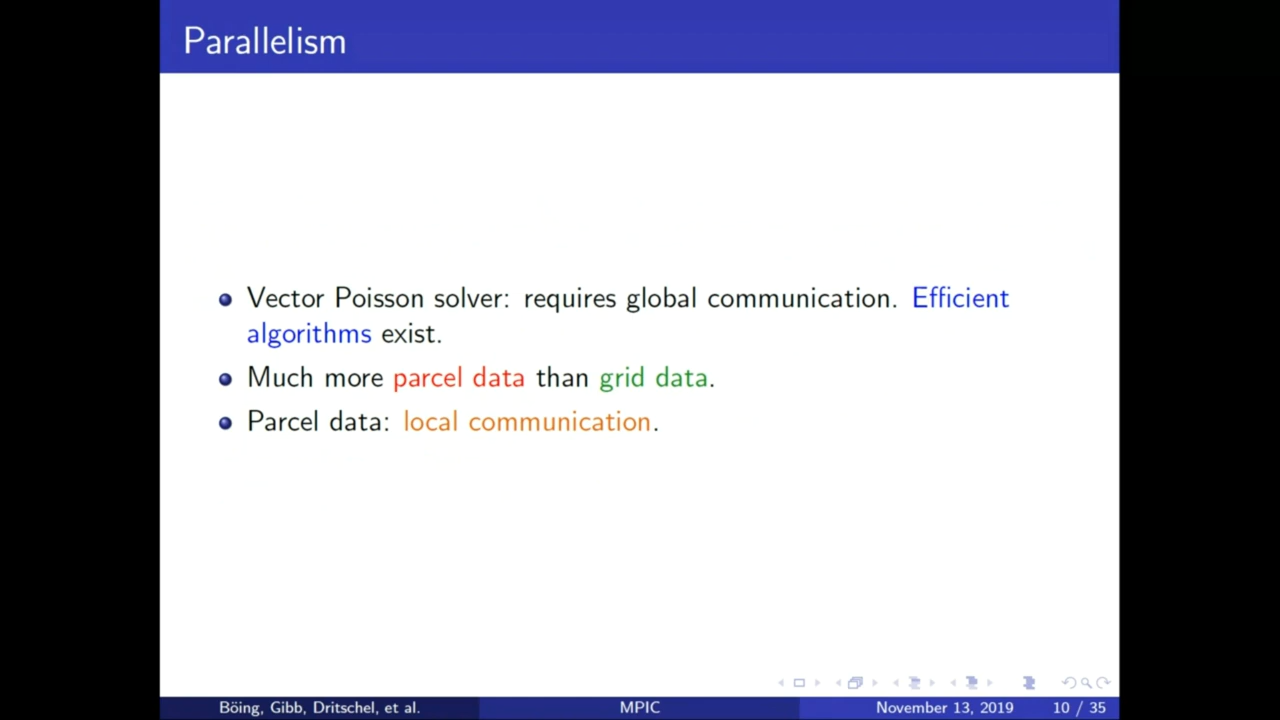 Parallelism
Vector Poisson solver: requires global communication. Efficient
algorithms exist.
Much more parcel data than grid data.
Parcel data: local communication.
Böing, Gibb, Dritschel, et al. MPIC November 13, 2019 10 / 35